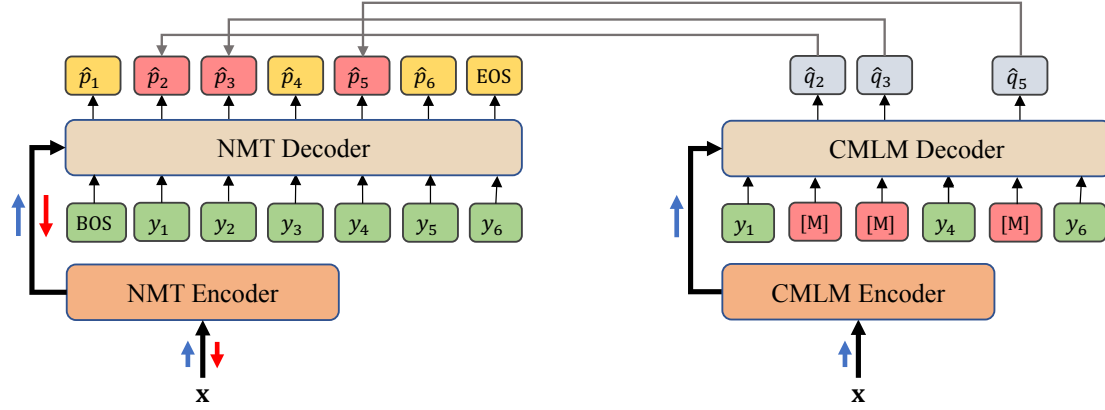 p̂₁ p̂₂ p̂₃ p̂₄ p̂₅ p̂₆ EOS
NMT Decoder
BOS y₁ y₂ y₃ y₄ y₅ y₆
NMT Encoder
x
q̂₂ q̂₃ q̂₅
CMLM Decoder
y₁ [M] [M] y₄ [M] y₆
CMLM Encoder
x